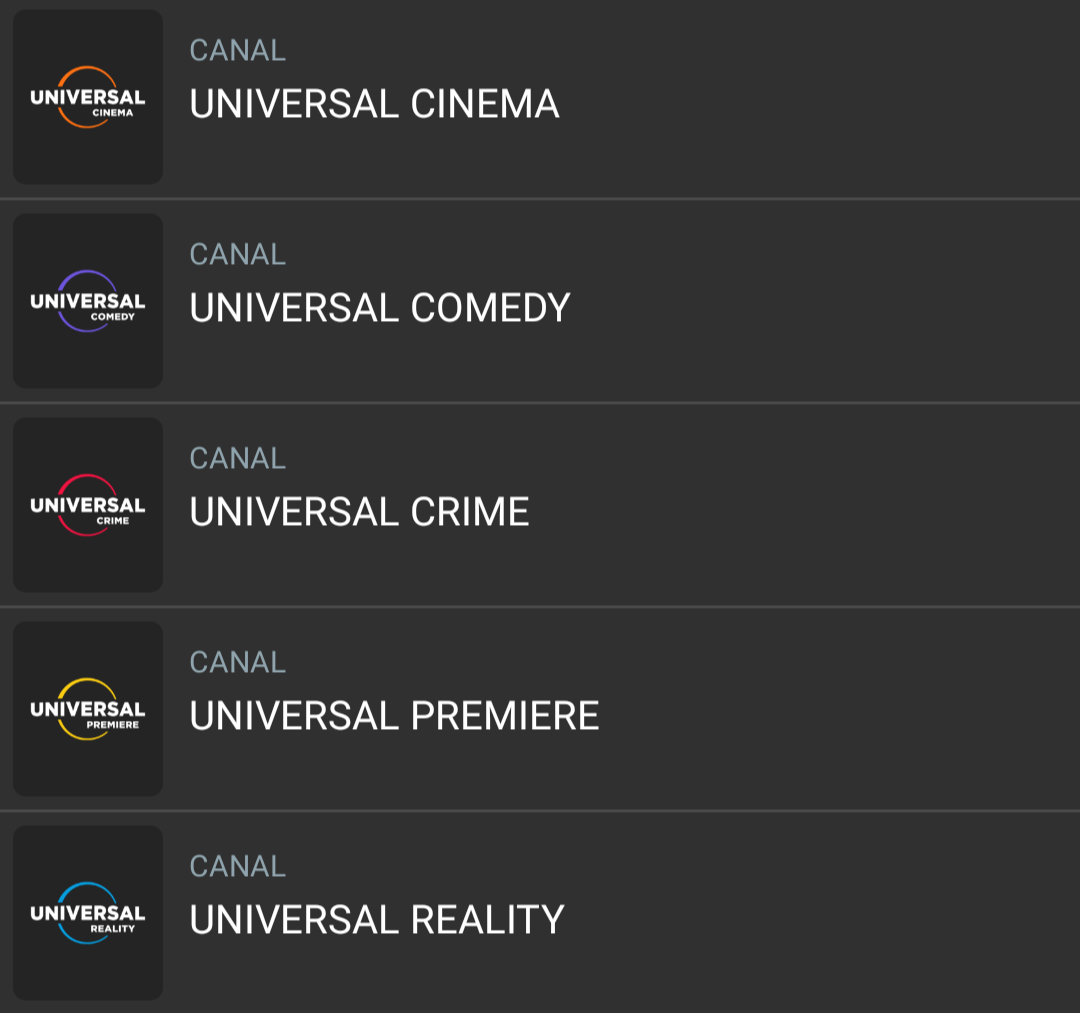 UNIVERSAL
CINEMA
CANAL
UNIVERSAL CINEMA
UNIVERSAL
COMEDY
CANAL
UNIVERSAL COMEDY
UNIVERSAL
CRIME
CANAL
UNIVERSAL CRIME
UNIVERSAL
PREMIERE
CANAL
UNIVERSAL PREMIERE
UNIVERSAL
REALITY
CANAL
UNIVERSAL REALITY